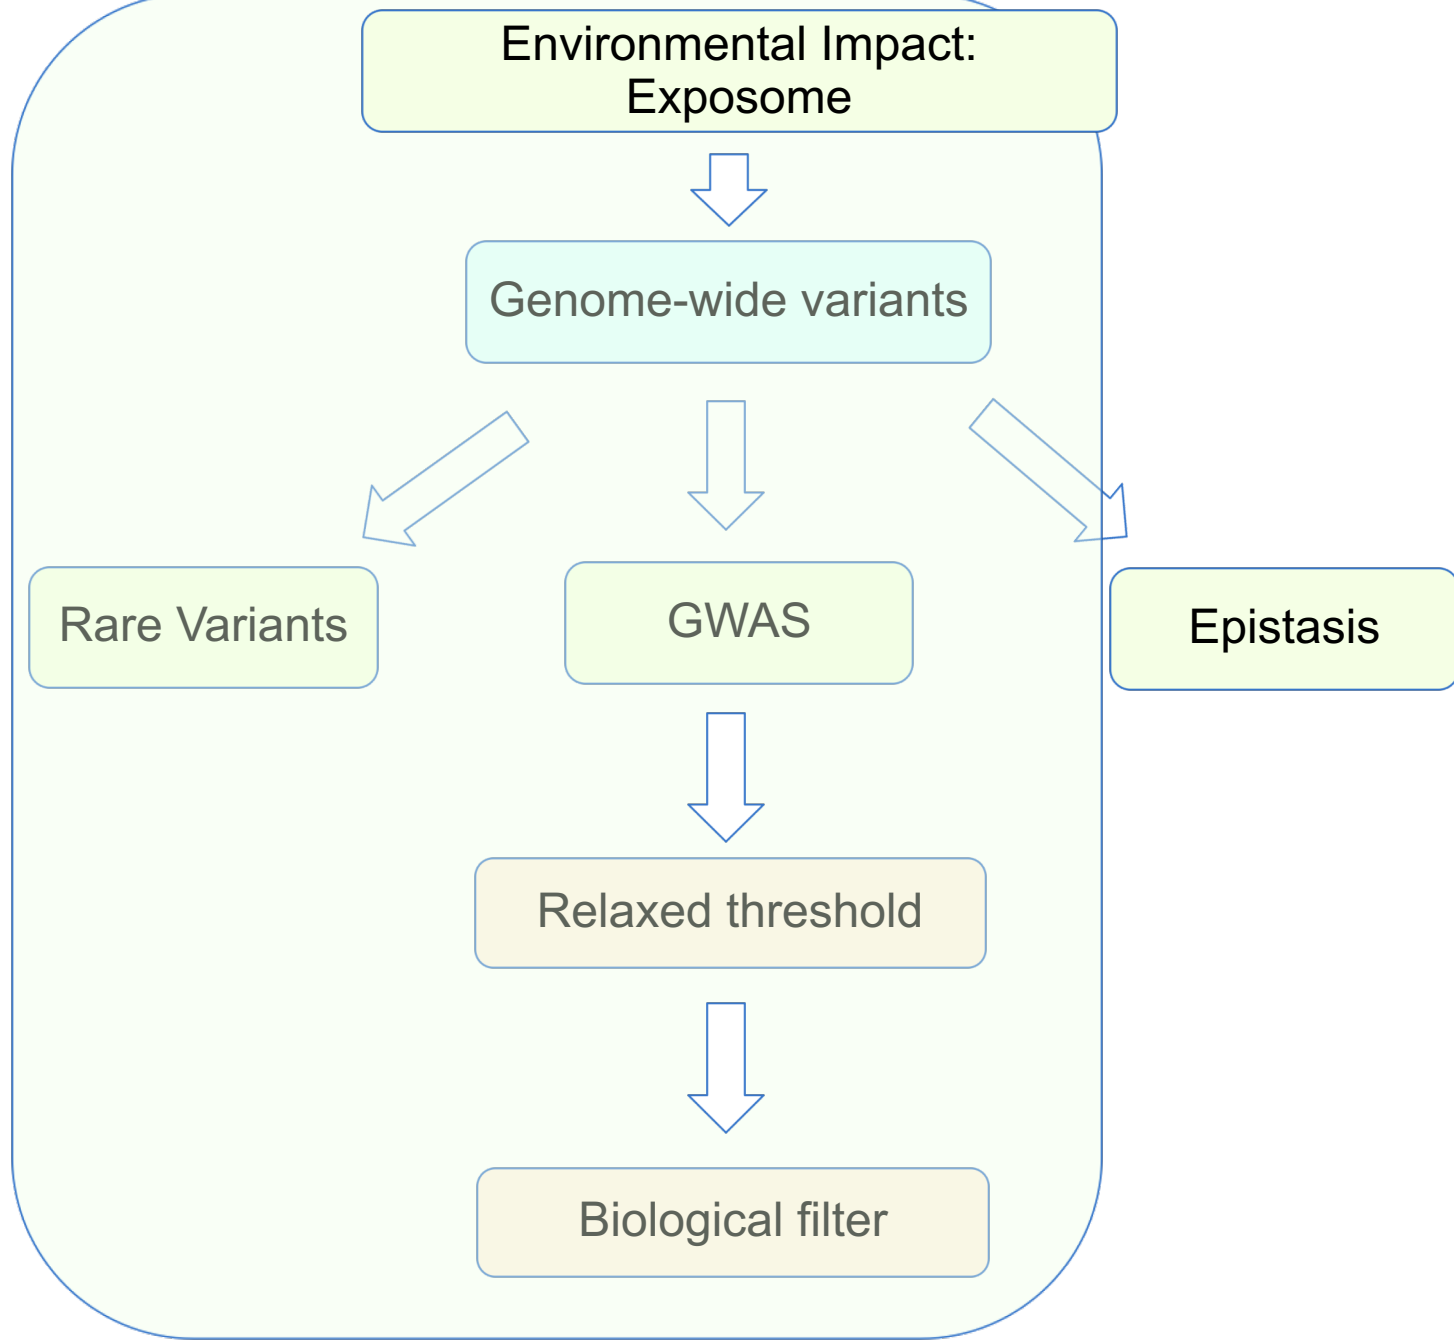 Environmental Impact:
Exposome
Genome-wide variants
Rare Variants
GWAS
Epistasis
Relaxed threshold
Biological filter